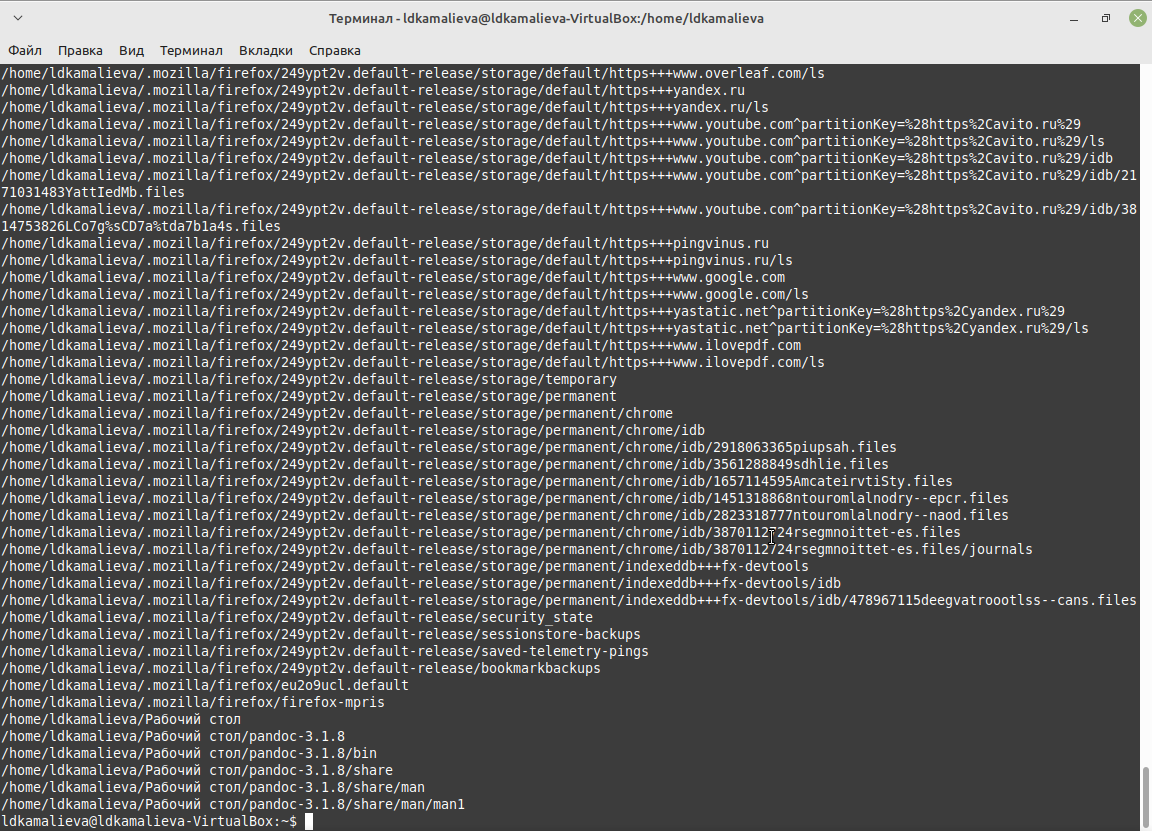 Терминал - ldkamalieva@ldkamalieva-VirtualBox:/home/ldkamalieva
Файл Правка Вид Терминал Вкладки Справка
/home/ldkamalieva/.mozilla/firefox/249ypt2v.default-release/storage/default/https+++www.overleaf.com/ls
/home/ldkamalieva/.mozilla/firefox/249ypt2v.default-release/storage/default/https+++yandex.ru
/home/ldkamalieva/.mozilla/firefox/249ypt2v.default-release/storage/default/https+++yandex.ru/ls
/home/ldkamalieva/.mozilla/firefox/249ypt2v.default-release/storage/default/https+++www.youtube.com^partitionKey=%28https%2Cavito.ru%29
/home/ldkamalieva/.mozilla/firefox/249ypt2v.default-release/storage/default/https+++www.youtube.com^partitionKey=%28https%2Cavito.ru%29/ls
/home/ldkamalieva/.mozilla/firefox/249ypt2v.default-release/storage/default/https+++www.youtube.com^partitionKey=%28https%2Cavito.ru%29/idb
/home/ldkamalieva/.mozilla/firefox/249ypt2v.default-release/storage/default/https+++www.youtube.com^partitionKey=%28https%2Cavito.ru%29/idb/21
71031483YattIedMb.files
/home/ldkamalieva/.mozilla/firefox/249ypt2v.default-release/storage/default/https+++www.youtube.com^partitionKey=%28https%2Cavito.ru%29/idb/38
14753826LCo7g%sCD7a%tda7b1a4s.files
/home/ldkamalieva/.mozilla/firefox/249ypt2v.default-release/storage/default/https+++pingvinus.ru
/home/ldkamalieva/.mozilla/firefox/249ypt2v.default-release/storage/default/https+++pingvinus.ru/ls
/home/ldkamalieva/.mozilla/firefox/249ypt2v.default-release/storage/default/https+++www.google.com
/home/ldkamalieva/.mozilla/firefox/249ypt2v.default-release/storage/default/https+++www.google.com/ls
/home/ldkamalieva/.mozilla/firefox/249ypt2v.default-release/storage/default/https+++yastatic.net^partitionKey=%28https%2Cyandex.ru%29
/home/ldkamalieva/.mozilla/firefox/249ypt2v.default-release/storage/default/https+++yastatic.net^partitionKey=%28https%2Cyandex.ru%29/ls
/home/ldkamalieva/.mozilla/firefox/249ypt2v.default-release/storage/default/https+++www.ilovepdf.com
/home/ldkamalieva/.mozilla/firefox/249ypt2v.default-release/storage/default/https+++www.ilovepdf.com/ls
/home/ldkamalieva/.mozilla/firefox/249ypt2v.default-release/storage/temporary
/home/ldkamalieva/.mozilla/firefox/249ypt2v.default-release/storage/permanent
/home/ldkamalieva/.mozilla/firefox/249ypt2v.default-release/storage/permanent/chrome
/home/ldkamalieva/.mozilla/firefox/249ypt2v.default-release/storage/permanent/chrome/idb
/home/ldkamalieva/.mozilla/firefox/249ypt2v.default-release/storage/permanent/chrome/idb/2918063365piupsah.files
/home/ldkamalieva/.mozilla/firefox/249ypt2v.default-release/storage/permanent/chrome/idb/3561288849sdhlie.files
/home/ldkamalieva/.mozilla/firefox/249ypt2v.default-release/storage/permanent/chrome/idb/1657114595AmcateirvtiSty.files
/home/ldkamalieva/.mozilla/firefox/249ypt2v.default-release/storage/permanent/chrome/idb/1451318868ntouromlalnodry--epcr.files
/home/ldkamalieva/.mozilla/firefox/249ypt2v.default-release/storage/permanent/chrome/idb/2823318777ntouromlalnodry--naod.files
/home/ldkamalieva/.mozilla/firefox/249ypt2v.default-release/storage/permanent/chrome/idb/3870112724rsegmnoittet-es.files
/home/ldkamalieva/.mozilla/firefox/249ypt2v.default-release/storage/permanent/chrome/idb/3870112724rsegmnoittet-es.files/journals
/home/ldkamalieva/.mozilla/firefox/249ypt2v.default-release/storage/permanent/indexeddb+++fx-devtools
/home/ldkamalieva/.mozilla/firefox/249ypt2v.default-release/storage/permanent/indexeddb+++fx-devtools/idb
/home/ldkamalieva/.mozilla/firefox/249ypt2v.default-release/storage/permanent/indexeddb+++fx-devtools/idb/478967115deegvatroootlss--cans.files
/home/ldkamalieva/.mozilla/firefox/249ypt2v.default-release/security_state
/home/ldkamalieva/.mozilla/firefox/249ypt2v.default-release/sessionstore-backups
/home/ldkamalieva/.mozilla/firefox/249ypt2v.default-release/saved-telemetry-pings
/home/ldkamalieva/.mozilla/firefox/249ypt2v.default-release/bookmarkbackups
/home/ldkamalieva/.mozilla/firefox/eu2o9ucl.default
/home/ldkamalieva/.mozilla/firefox/firefox-mpris
/home/ldkamalieva/Рабочий стол
/home/ldkamalieva/Рабочий стол/pandoc-3.1.8
/home/ldkamalieva/Рабочий стол/pandoc-3.1.8/bin
/home/ldkamalieva/Рабочий стол/pandoc-3.1.8/share
/home/ldkamalieva/Рабочий стол/pandoc-3.1.8/share/man
/home/ldkamalieva/Рабочий стол/pandoc-3.1.8/share/man/man1
ldkamalieva@ldkamalieva-VirtualBox:~$